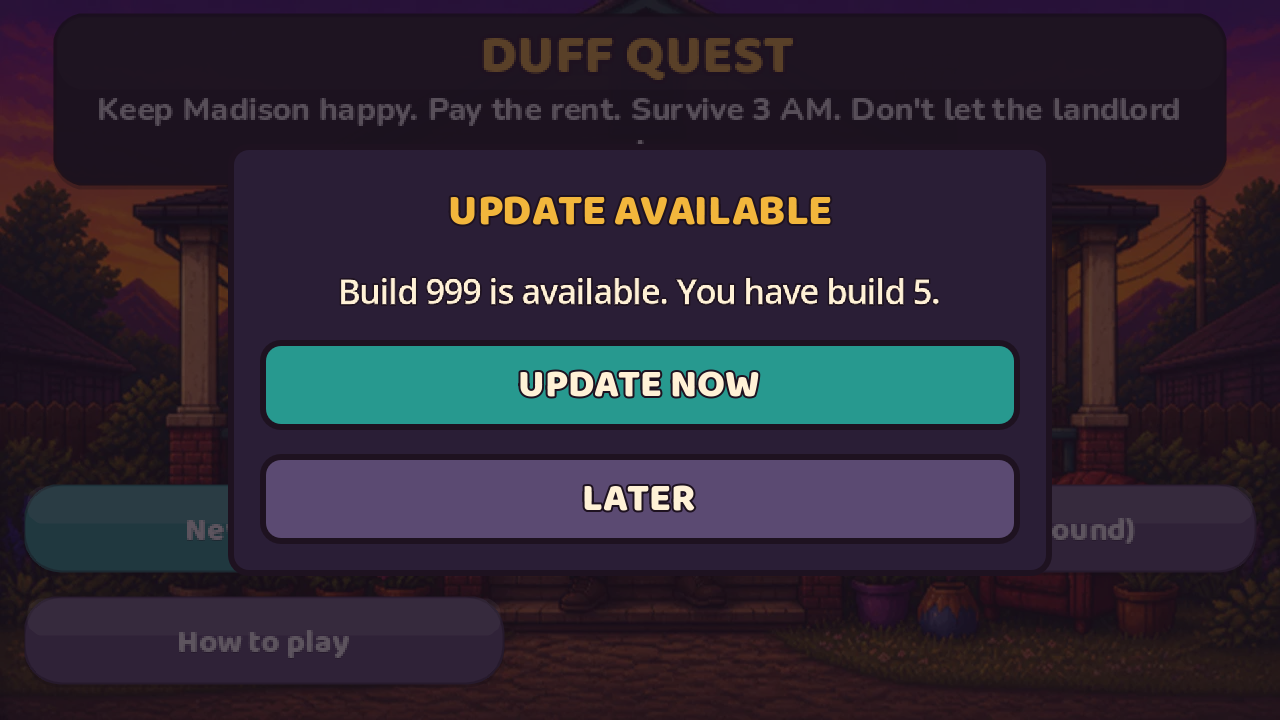 DUFF QUEST
Keep Madison happy. Pay the rent. Survive 3 AM. Don't let the landlord
UPDATE AVAILABLE
Build 999 is available. You have build 5.
UPDATE NOW
LATER
ound)
How to play